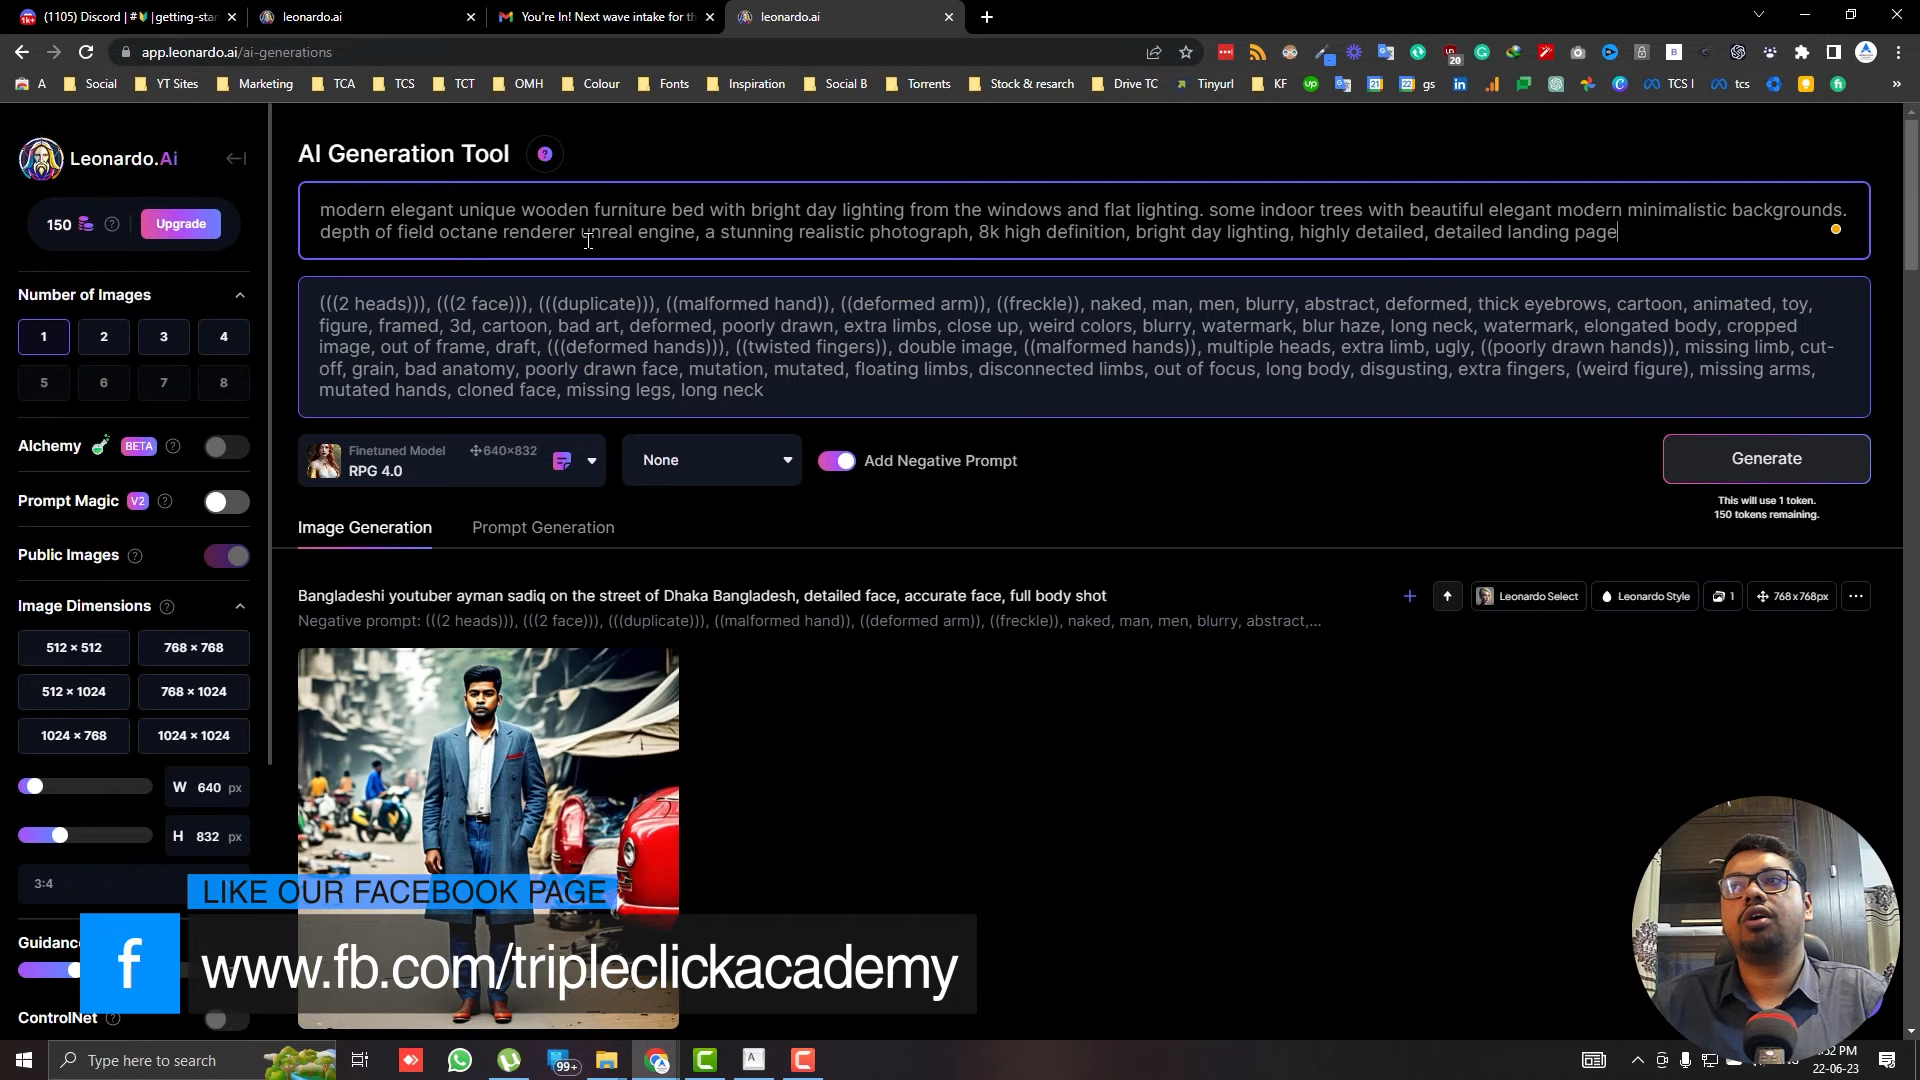 (1105) Discord | #🔰|getting-star
leonardo.ai
You're In! Next wave intake for th
leonardo.ai
app.leonardo.ai/ai-generations
A
Social
YT Sites
Marketing
TCA
TCS
TCT
OMH
Colour
Fonts
Inspiration
Social B
Torrents
Stock & resarch
Drive TC
Tinyurl
KF
gs
TCS I
tcs
Leonardo.Ai
150
Upgrade
Number of Images
1
2
3
4
5
6
7
8
Alchemy
BETA
Prompt Magic
V2
Public Images
Image Dimensions
512 × 512
768 × 768
512 × 1024
768 × 1024
1024 × 768
1024 × 1024
W 640 px
H 832 px
3:4
Guidanc
ControlNet
AI Generation Tool
modern elegant unique wooden furniture bed with bright day lighting from the windows and flat lighting. some indoor trees with beautiful elegant modern minimalistic backgrounds.
depth of field octane renderer unreal engine, a stunning realistic photograph, 8k high definition, bright day lighting, highly detailed, detailed landing page
(((2 heads))), (((2 face))), (((duplicate))), ((malformed hand)), ((deformed arm)), ((freckle)), naked, man, men, blurry, abstract, deformed, thick eyebrows, cartoon, animated, toy,
figure, framed, 3d, cartoon, bad art, deformed, poorly drawn, extra limbs, close up, weird colors, blurry, watermark, blur haze, long neck, watermark, elongated body, cropped
image, out of frame, draft, (((deformed hands))), ((twisted fingers)), double image, ((malformed hands)), multiple heads, extra limb, ugly, ((poorly drawn hands)), missing limb, cut-
off, grain, bad anatomy, poorly drawn face, mutation, mutated, floating limbs, disconnected limbs, out of focus, long body, disgusting, extra fingers, (weird figure), missing arms,
mutated hands, cloned face, missing legs, long neck
Finetuned Model
640×832
RPG 4.0
None
Add Negative Prompt
Generate
This will use 1 token.
150 tokens remaining.
Image Generation
Prompt Generation
Bangladeshi youtuber ayman sadiq on the street of Dhaka Bangladesh, detailed face, accurate face, full body shot
Leonardo Select
Leonardo Style
1
768x768px
Negative prompt: (((2 heads))), (((2 face))), (((duplicate))), ((malformed hand)), ((deformed arm)), ((freckle)), naked, man, men, blurry, abstract,...
LIKE OUR FACEBOOK PAGE
f
www.fb.com/tripleclickacademy
Type here to search
99+
22-06-23